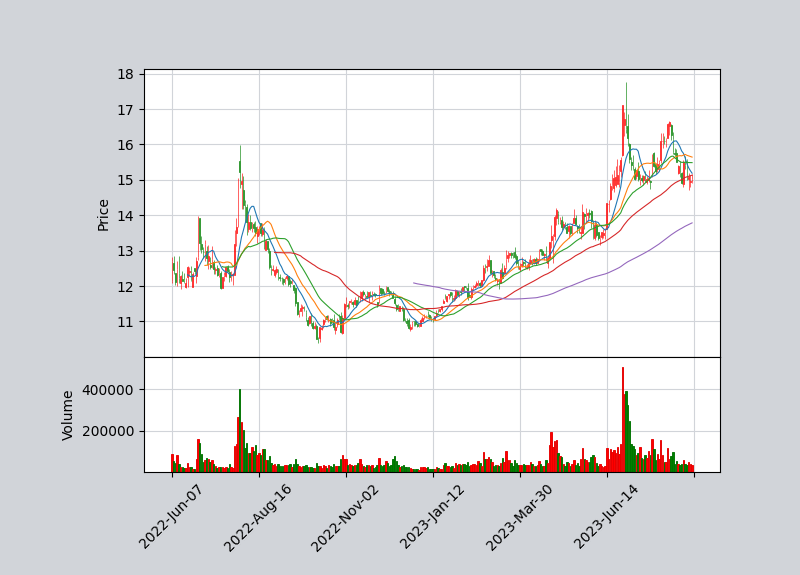 18
17
16
15
14
13
12
11
Price
400000
200000
Volume
2022-Jun-07
2022-Aug-16
2022-Nov-02
2023-Jan-12
2023-Mar-30
2023-Jun-14